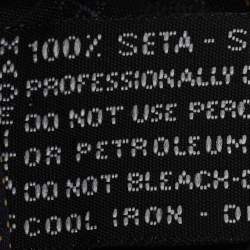 100% SETA - S
PROFESSIONALLY
DO NOT USE PERC
OR PETROLEUM
DO NOT BLEACH-
COOL IRON - D